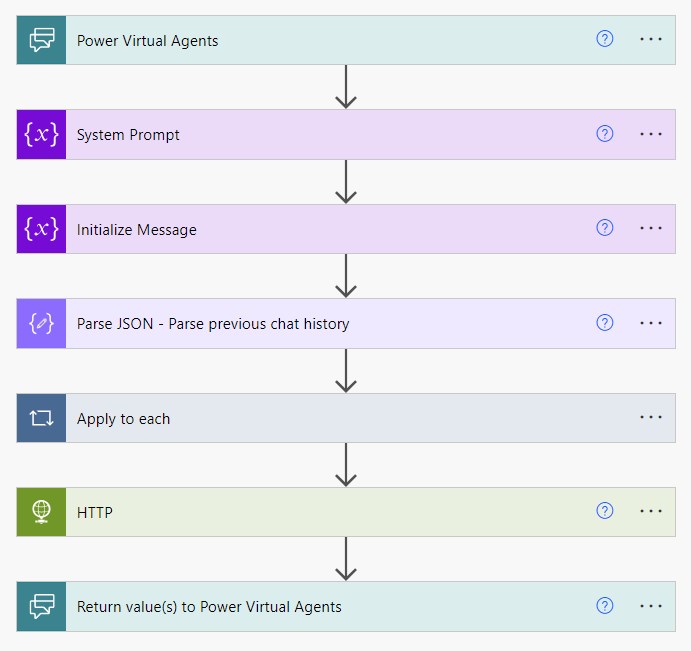 Power Virtual Agents
{x} System Prompt
{x} Initialize Message
Parse JSON - Parse previous chat history
Apply to each
HTTP
Return value(s) to Power Virtual Agents